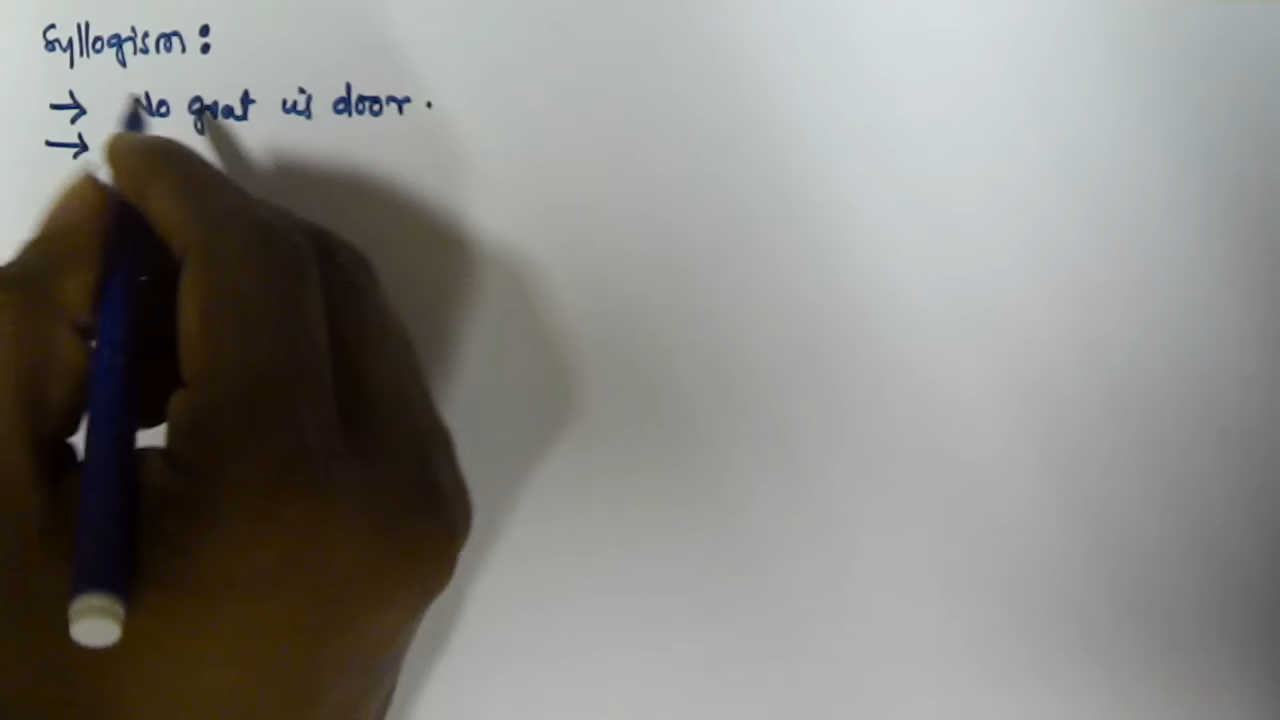 Syllogism:
→ No goat is door.
→